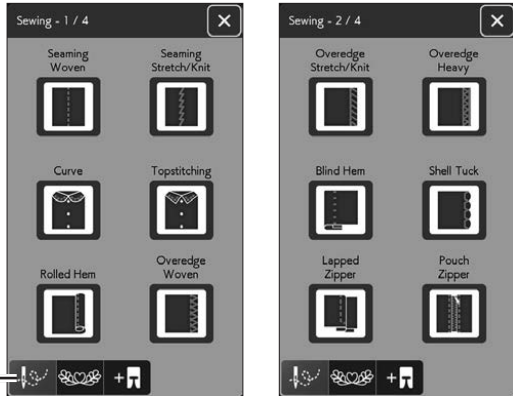 Sewing - 1 / 4
Seaming
Woven
Seaming
Stretch/Knit
Curve
Topstitching
Rolled Hem
Overedge
Woven
Sewing - 2 / 4
Overedge
Stretch/Knit
Overedge
Heavy
Blind Hem
Shell Tuck
Lapped
Zipper
Pouch
Zipper